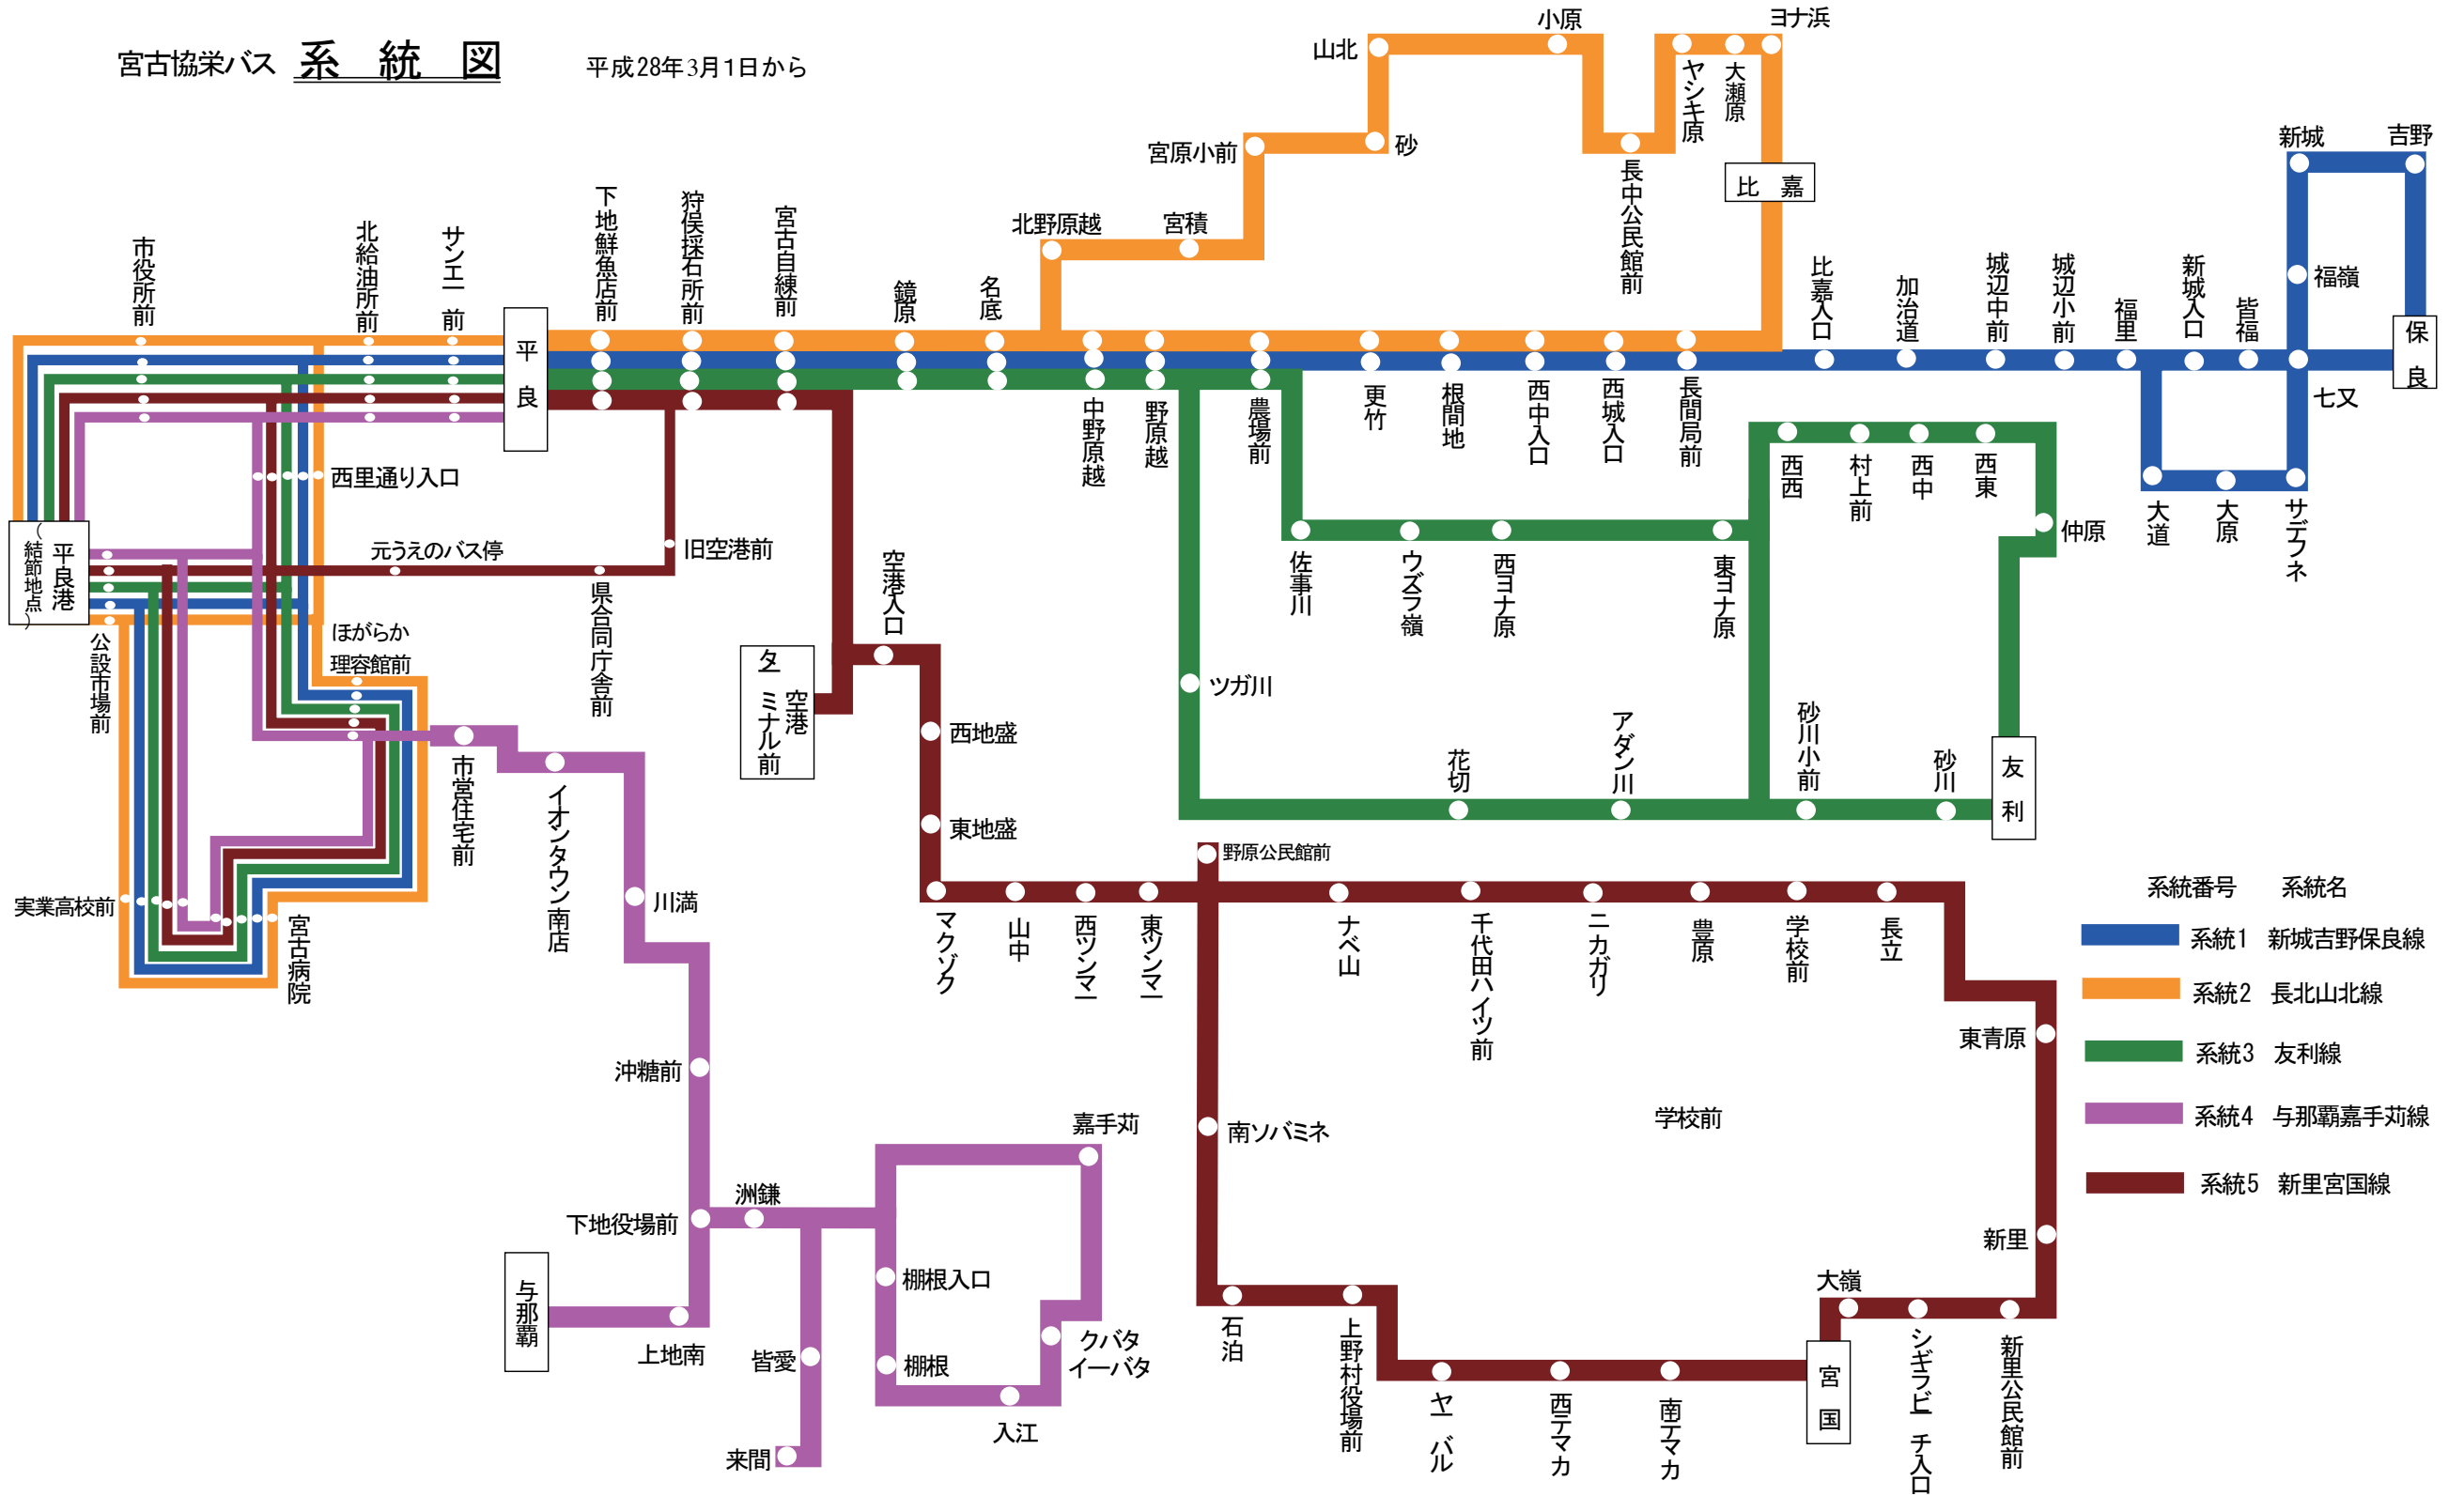 宮古協栄バス 系 統 図 平成28年3月1日から
小原
ヨナ浜
山北
ヤシキ原
大瀬原
砂
宮原小前
長中公民館前
比 嘉
新城
吉野
北野原越
宮積
市役所前
北給油所前
サンエー前
下地鮮魚店前
狩俣採石所前
宮古自練前
鏡原
名底
比嘉入口
加治道
城辺中前
城辺小前
福里
新城入口
皆福
福嶺
保 良
七又
平 良
中野原越
野原越
農場前
更竹
根間地
西中入口
西城入口
長間局前
西西
村上前
西中
西東
仲原
大道
大原
サデフネ
西里通り入口
元うえのバス停
旧空港前
県合同庁舎前
平良港
(結節地点)
公設市場前
ほがらか
理容館前
空港入口
空港
ターミナル前
佐事川
ウズラ嶺
西ヨナ原
東ヨナ原
ツガ川
花切
アダン川
砂川小前
砂川
友 利
西地盛
東地盛
市営住宅前
イオンタウン南店
川満
実業高校前
宮古病院
野原公民館前
マクゾク
山中
西ツンマー
東ツンマー
ナベ山
千代田ハイツ前
ニカガリ
豊原
学校前
長立
系統番号 系統名
系統1 新城吉野保良線
系統2 長北山北線
系統3 友利線
系統4 与那覇嘉手苅線
系統5 新里宮国線
東青原
沖糖前
嘉手苅
南ソバミネ
学校前
洲鎌
下地役場前
新里
大嶺
与那覇
上地南
棚根入口
棚根
皆愛
クバタ
イーバタ
入江
来間
石泊
上野村役場前
ヤーバル
西テマカ
南テマカ
宮 国
シギラビーチ入口
新里公民館前